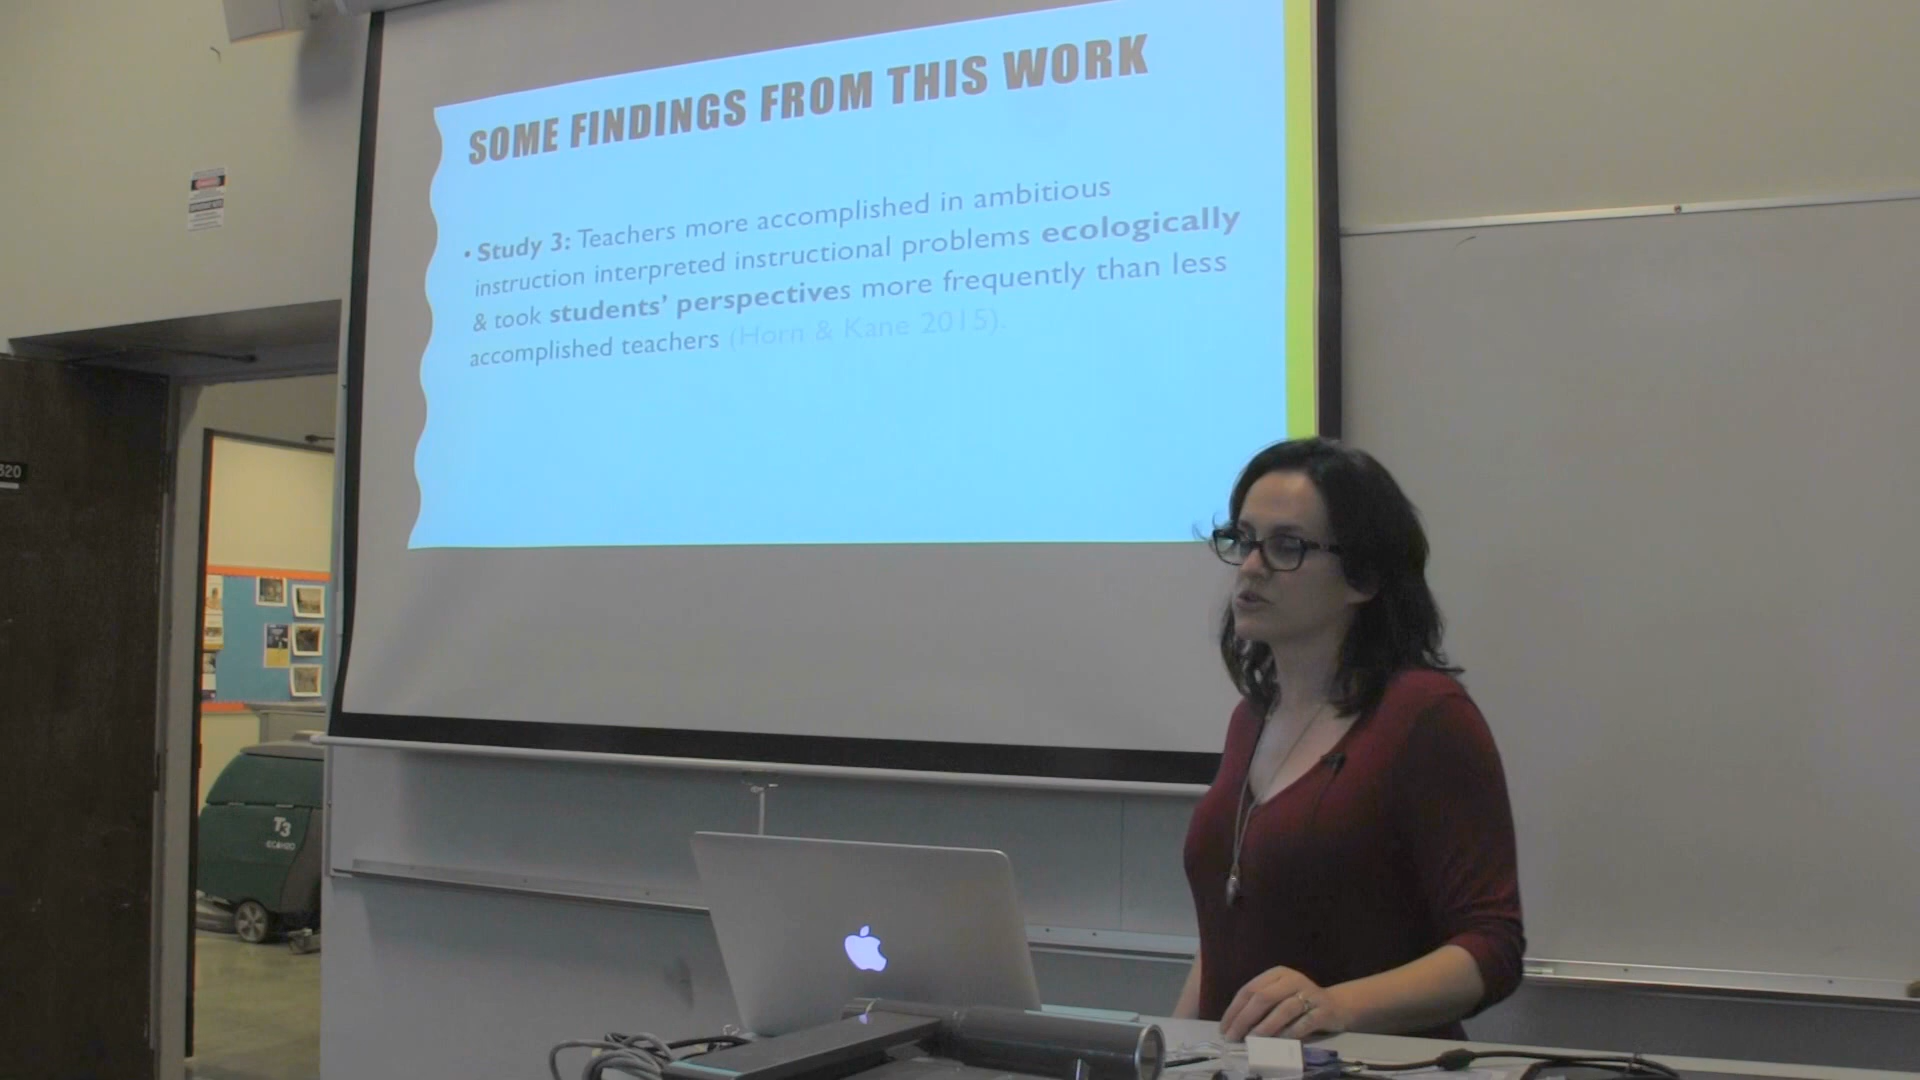 SOME FINDINGS FROM THIS WORK
• Study 3: Teachers more accomplished in ambitious
instruction interpreted instructional problems ecologically
& took students' perspectives more frequently than less
accomplished teachers (Horn & Kane 2015).
320
T3